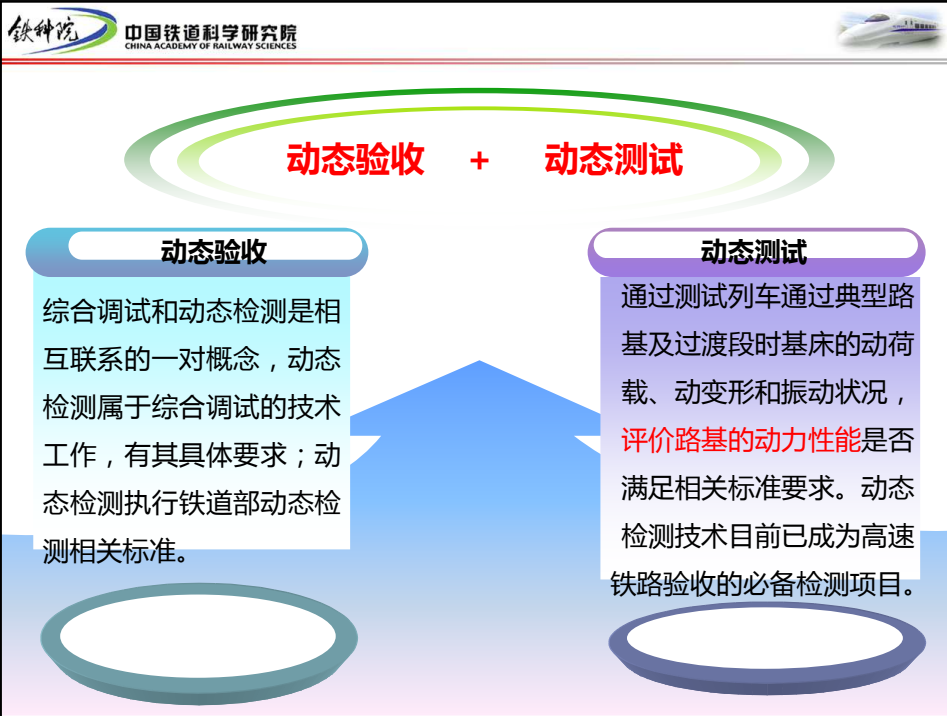 铁科院
中国铁道科学研究院
CHINA ACADEMY OF RAILWAY SCIENCES
动态验收 + 动态测试
动态验收
综合调试和动态检测是相
互联系的一对概念，动态
检测属于综合调试的技术
工作，有其具体要求；动
态检测执行铁道部动态检
测相关标准。
动态测试
通过测试列车通过典型路
基及过渡段时基床的动荷
载、动变形和振动状况，
评价路基的动力性能是否
满足相关标准要求。动态
检测技术目前已成为高速
铁路验收的必备检测项目。